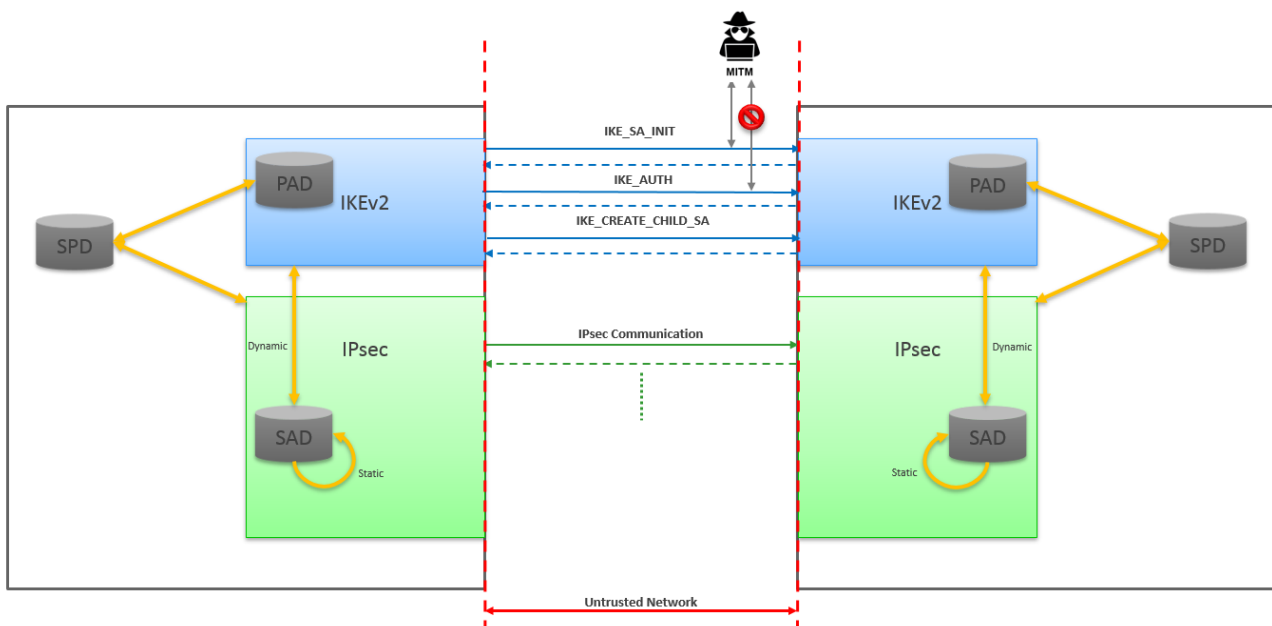 MITM
IKE_SA_INIT
PAD
IKEv2
IKE_AUTH
IKEv2
PAD
SPD
IKE_CREATE_CHILD_SA
SPD
Dynamic
IPsec
IPsec Communication
IPsec
Dynamic
SAD
Static
SAD
Static
Untrusted Network